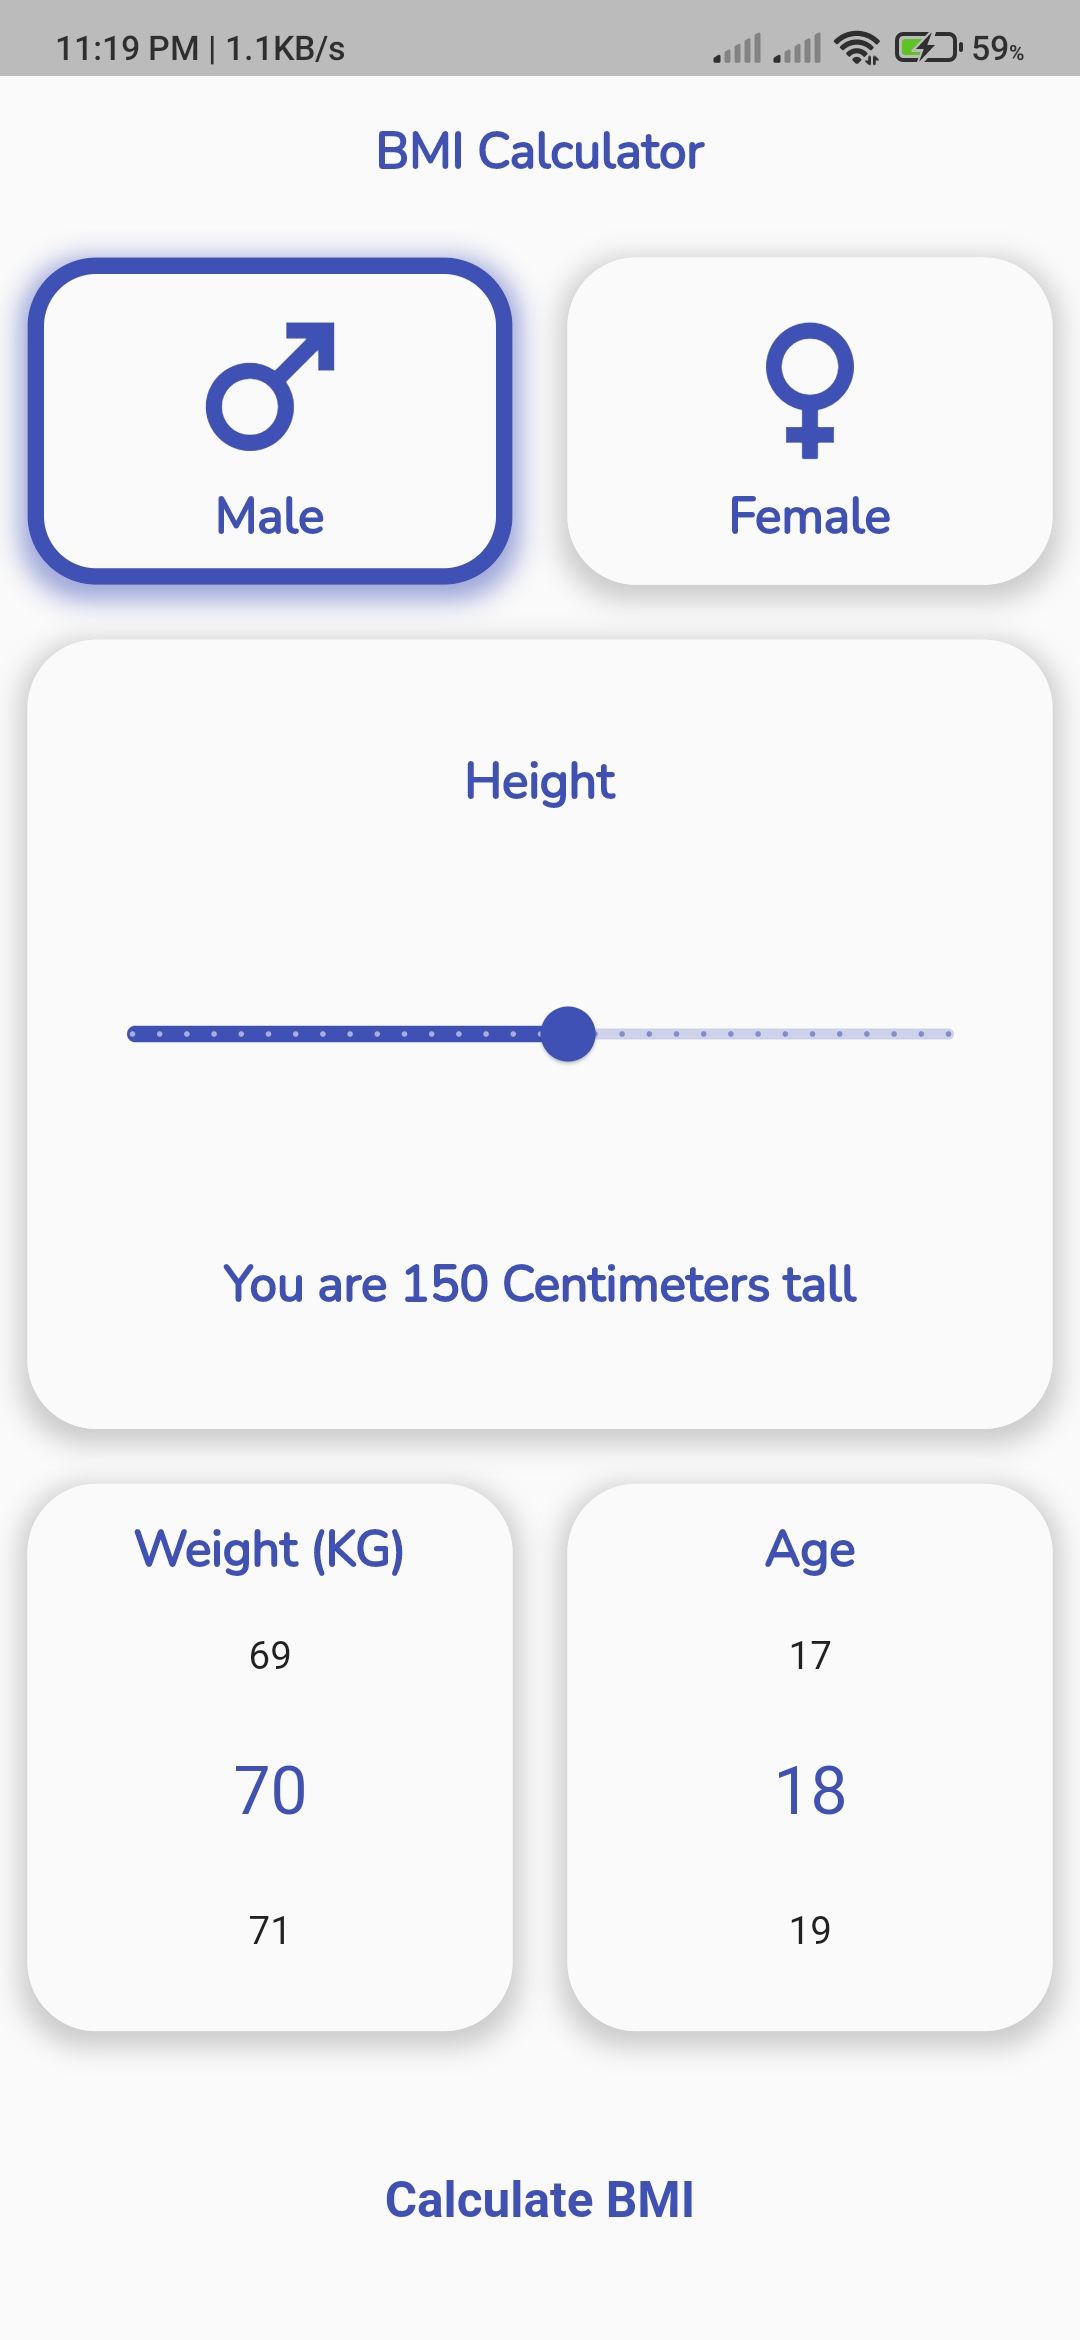 11:19 PM | 1.1KB/s 59%
BMI Calculator
Male Female
Height
You are 150 Centimeters tall
Weight (KG) Age
69 17
70 18
71 19
Calculate BMI